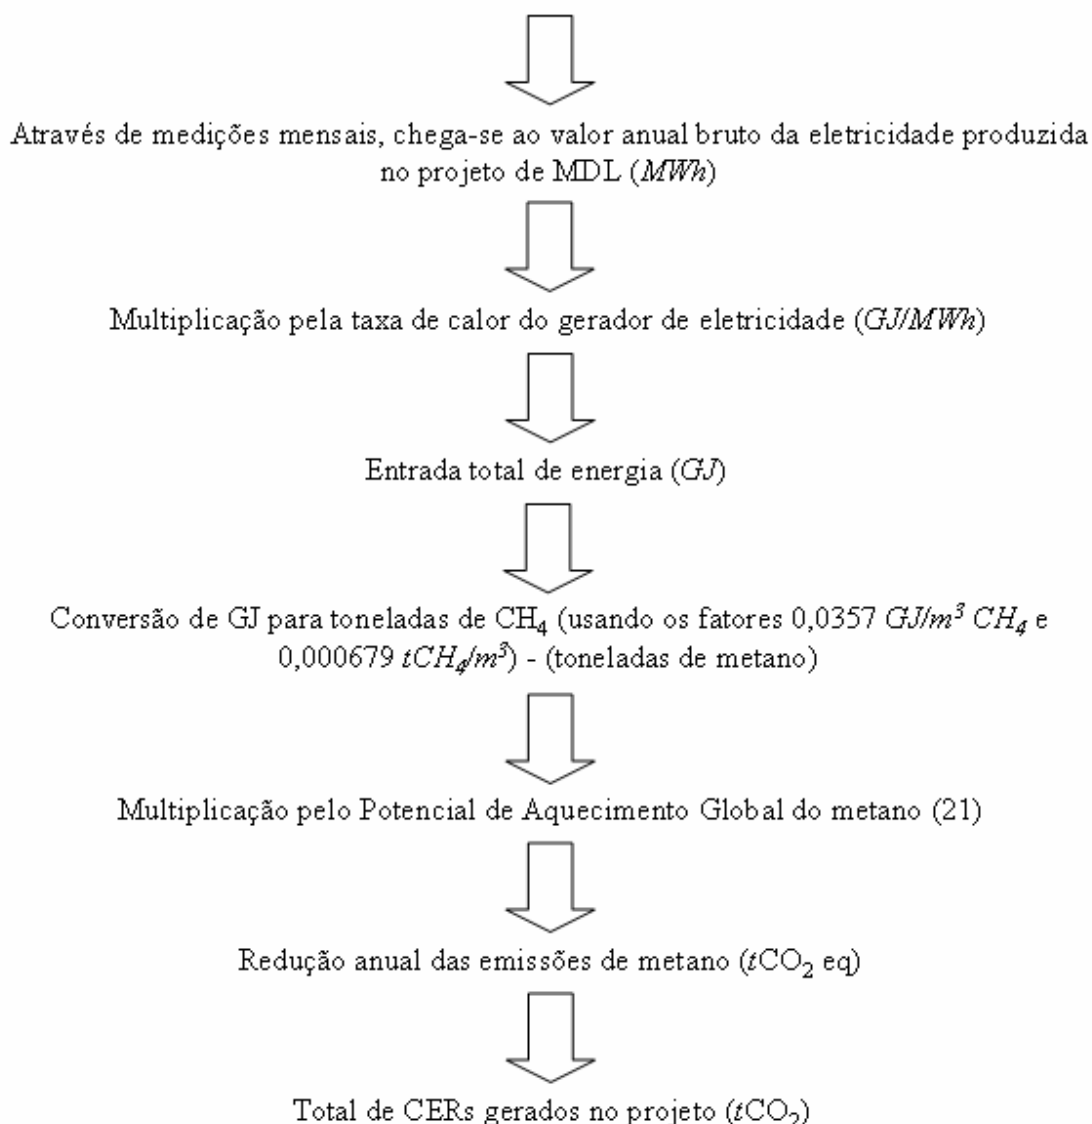 Através de medições mensais, chega-se ao valor anual bruto da eletricidade produzida
no projeto de MDL (MWh)
Multiplicação pela taxa de calor do gerador de eletricidade (GJ/MWh)
Entrada total de energia (GJ)
Conversão de GJ para toneladas de CH₄ (usando os fatores 0,0357 GJ/m³ CH₄ e
0,000679 tCH₄/m³) - (toneladas de metano)
Multiplicação pelo Potencial de Aquecimento Global do metano (21)
Redução anual das emissões de metano (tCO₂ eq)
Total de CERs gerados no projeto (tCO₂)